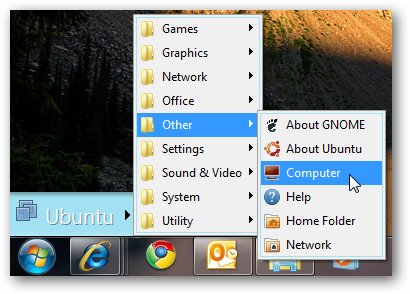 Games
Graphics
Network
Office
Other
Settings
Sound & Video
System
Utility
About GNOME
About Ubuntu
Computer
Help
Home Folder
Network
Ubuntu